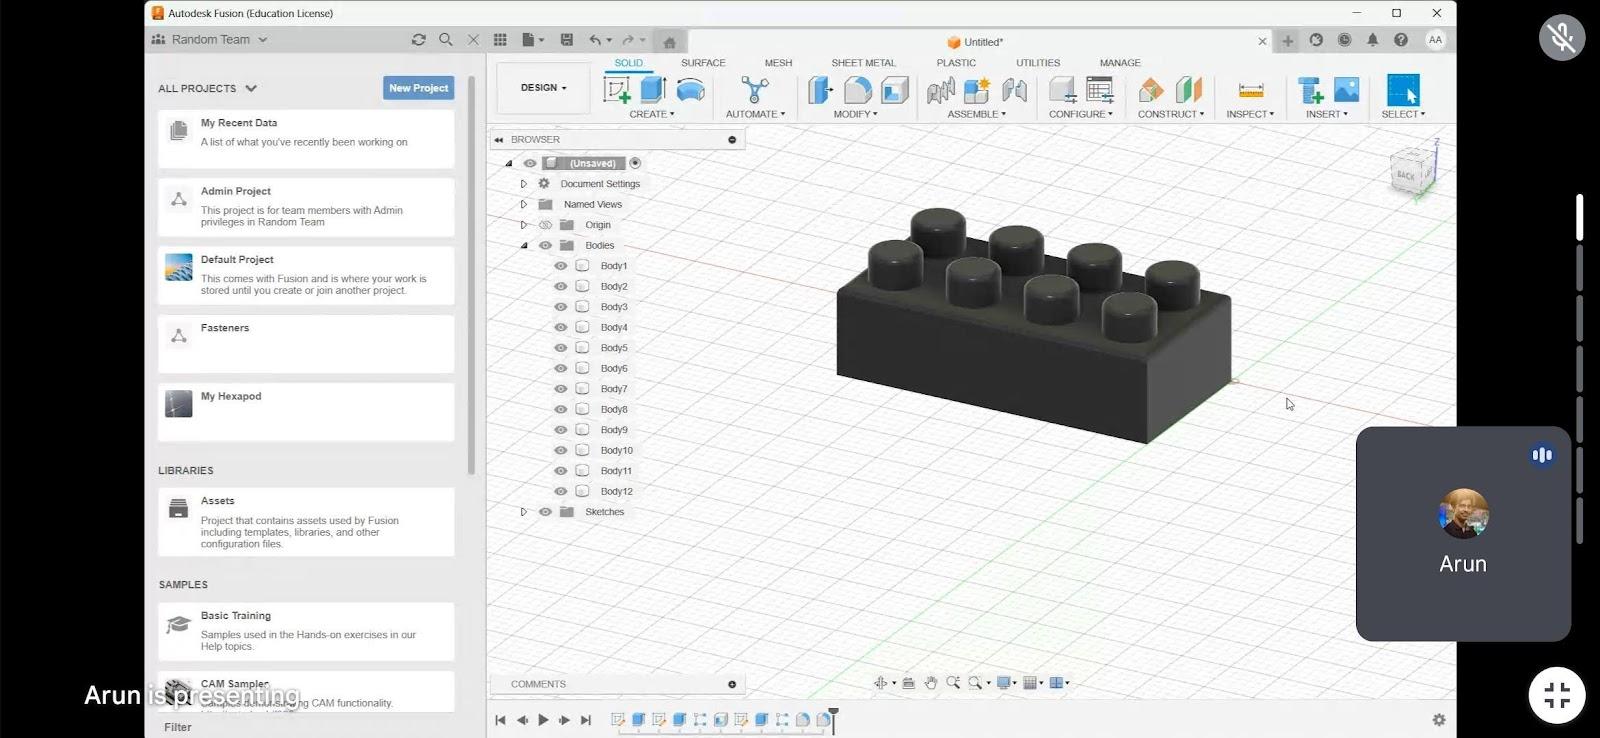 Autodesk Fusion (Education License)
Random Team
Untitled*
AA
ALL PROJECTS
New Project
My Recent Data
A list of what you've recently been working on
Admin Project
This project is for team members with Admin
privileges in Random Team
Default Project
This comes with Fusion and is where your work is
stored until you create or join another project.
Fasteners
My Hexapod
LIBRARIES
Assets
Project that contains assets used by Fusion
including templates, libraries, and other
configuration files.
SAMPLES
Basic Training
Samples used in the Hands-on exercises in our
Help topics.
CAM Samples
CAM functionality.
Filter
DESIGN
SOLID
SURFACE
MESH
SHEET METAL
PLASTIC
UTILITIES
MANAGE
CREATE
AUTOMATE
MODIFY
ASSEMBLE
CONFIGURE
CONSTRUCT
INSPECT
INSERT
SELECT
BROWSER
(Unsaved)
Document Settings
Named Views
Origin
Bodies
Body1
Body2
Body3
Body4
Body5
Body6
Body7
Body8
Body9
Body10
Body11
Body12
Sketches
COMMENTS
Z
BACK
Y
Arun
Arun is presenting